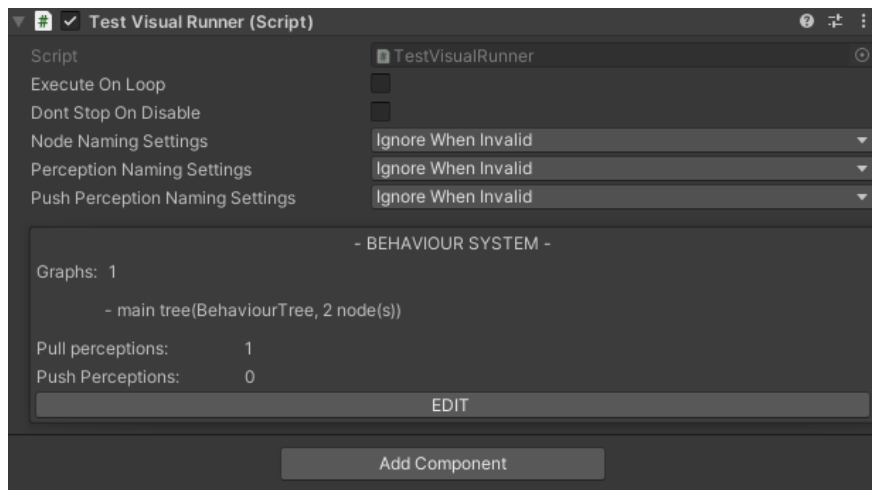 Test Visual Runner (Script)
Script TestVisualRunner
Execute On Loop
Dont Stop On Disable
Node Naming Settings Ignore When Invalid
Perception Naming Settings Ignore When Invalid
Push Perception Naming Settings Ignore When Invalid
- BEHAVIOUR SYSTEM -
Graphs: 1
- main tree(BehaviourTree, 2 node(s))
Pull perceptions: 1
Push Perceptions: 0
EDIT
Add Component